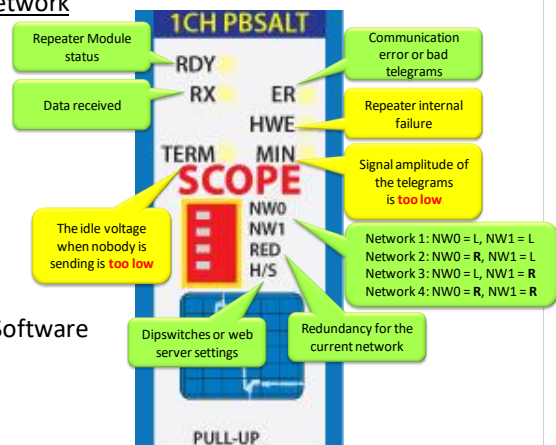 etwork
1CH PBSALT
Repeater Module
status
RDY
Communication
error or bad
telegrams
Data received
RX
ER
HWE
Repeater internal
failure
TERM
MIN
Signal amplitude of
the telegrams
is too low
SCOPE
The idle voltage
when nobody is
sending is too low
NW0
NW1
RED
H/S
Network 1: NW0 = L, NW1 = L
Network 2: NW0 = R, NW1 = L
Network 3: NW0 = L, NW1 = R
Network 4: NW0 = R, NW1 = R
Software
Dipswitches or web
server settings
Redundancy for the
current network
PULL-UP